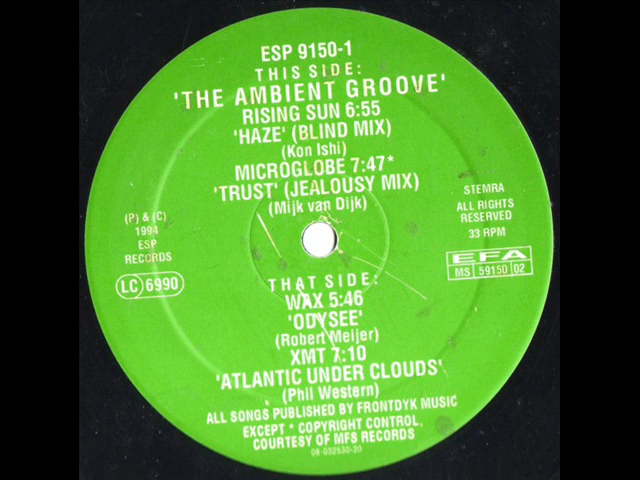 ESP 9150-1
THIS SIDE:
'THE AMBIENT GROOVE'
RISING SUN 6:55
'HAZE' (BLIND MIX)
(Kon Ishi)
MICROGLOBE 7:47*
'TRUST' (JEALOUSY MIX)
(Mijk van Dijk)
(P) & (C)
1994
ESP
RECORDS
LC 6990
STEMRA
ALL RIGHTS
RESERVED
33 RPM
EFA
MS 59150 02
THAT SIDE:
WAX 5:46
'ODYSEE'
(Robert Meijer)
XMT 7:10
'ATLANTIC UNDER CLOUDS'
(Phil Western)
ALL SONGS PUBLISHED BY FRONTDYK MUSIC
EXCEPT * COPYRIGHT CONTROL.
COURTESY OF MFS RECORDS
08-032530-20